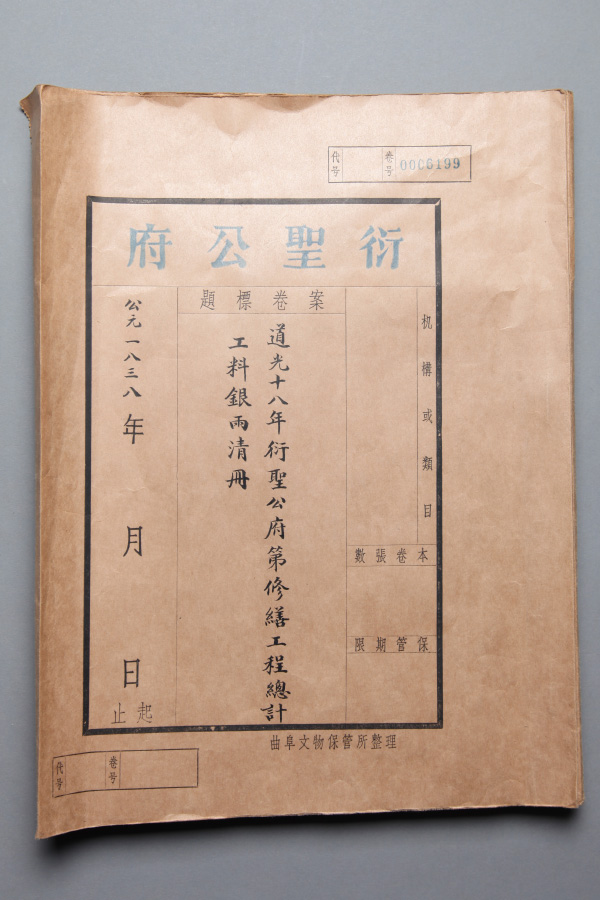 代号 卷号 0006199
衍聖公府
机構或類目
本卷張數
保管期限
案卷標題
道光十八年衍聖公府第修繕工程總計
工料銀兩清冊
公元一八三八年 月 日
起
止
曲阜文物保管所整理
代号 卷号